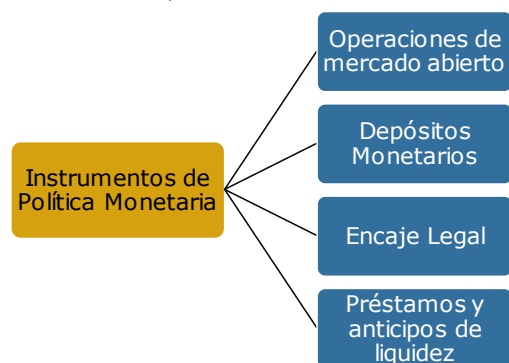 Instrumentos de
Política Monetaria
Operaciones de
mercado abierto
Depósitos
Monetarios
Encaje Legal
Préstamos y
anticipos de
liquidez